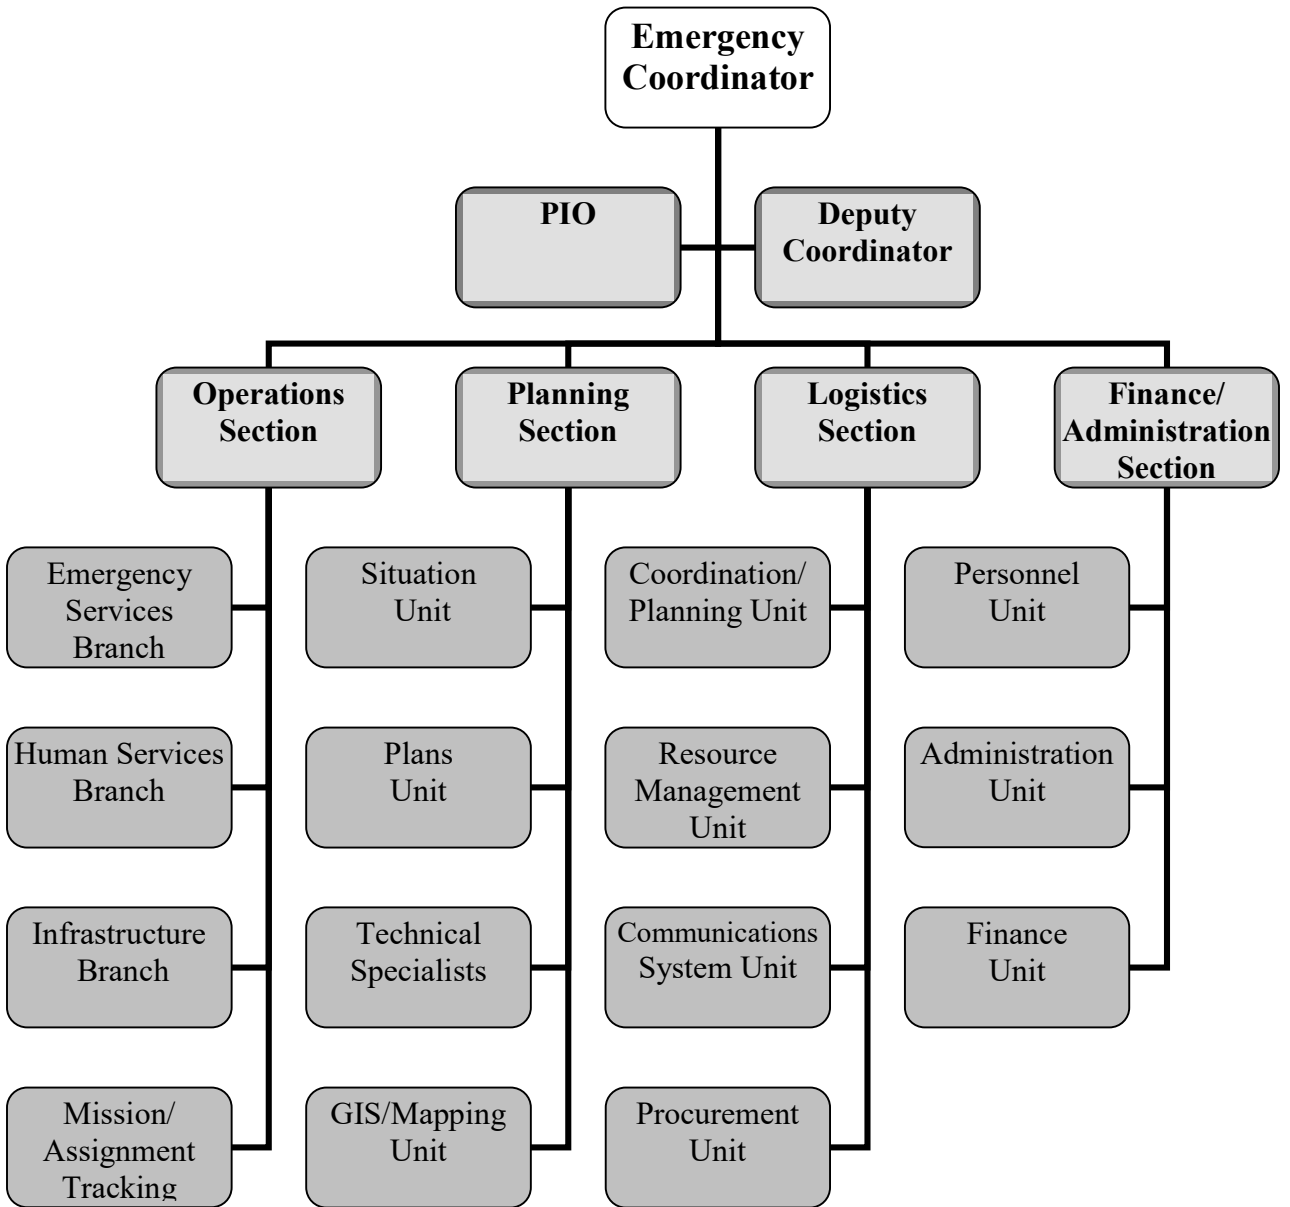 Emergency
Coordinator
PIO
Deputy
Coordinator
Operations
Section
Planning
Section
Logistics
Section
Finance/
Administration
Section
Emergency
Services
Branch
Situation
Unit
Coordination/
Planning Unit
Personnel
Unit
Human Services
Branch
Plans
Unit
Resource
Management
Unit
Administration
Unit
Infrastructure
Branch
Technical
Specialists
Communications
System Unit
Finance
Unit
Mission/
Assignment
Tracking
GIS/Mapping
Unit
Procurement
Unit